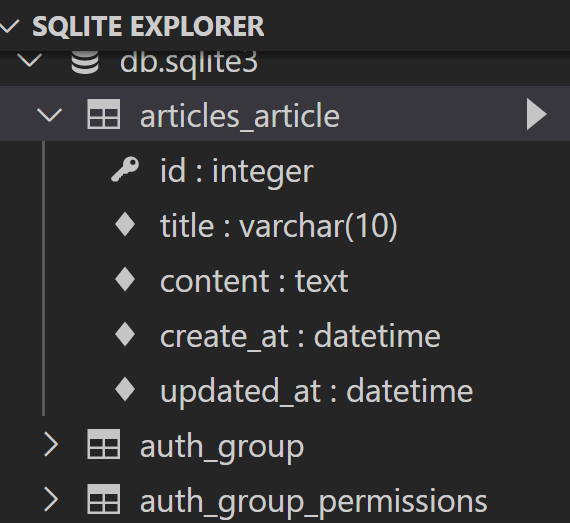 SQLITE EXPLORER
db.sqlite3
articles_article
id : integer
title : varchar(10)
content : text
create_at : datetime
updated_at : datetime
auth_group
auth_group_permissions